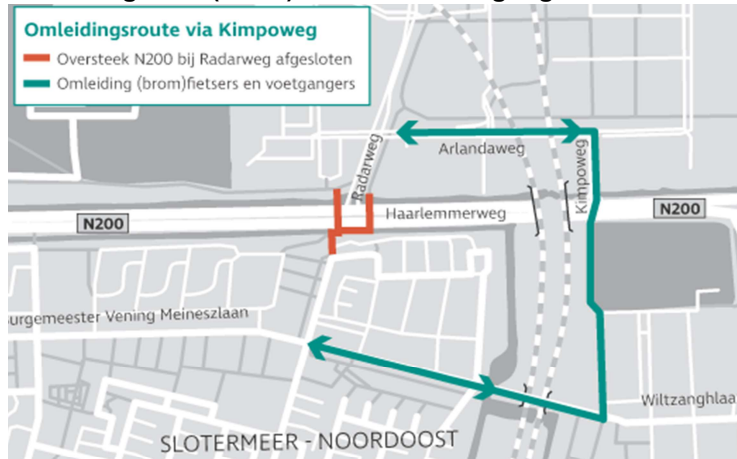 Omleidingsroute via Kimpoweg
Oversteek N200 bij Radarweg afgesloten
Omleiding (brom)fietsers en voetgangers
Radarweg
Arlandaweg
Kimpoweg
N200
Haarlemmerweg
N200
urgemeester Vening Meineszlaan
Wiltzanghlaa
SLOTERMEER - NOORDOOST